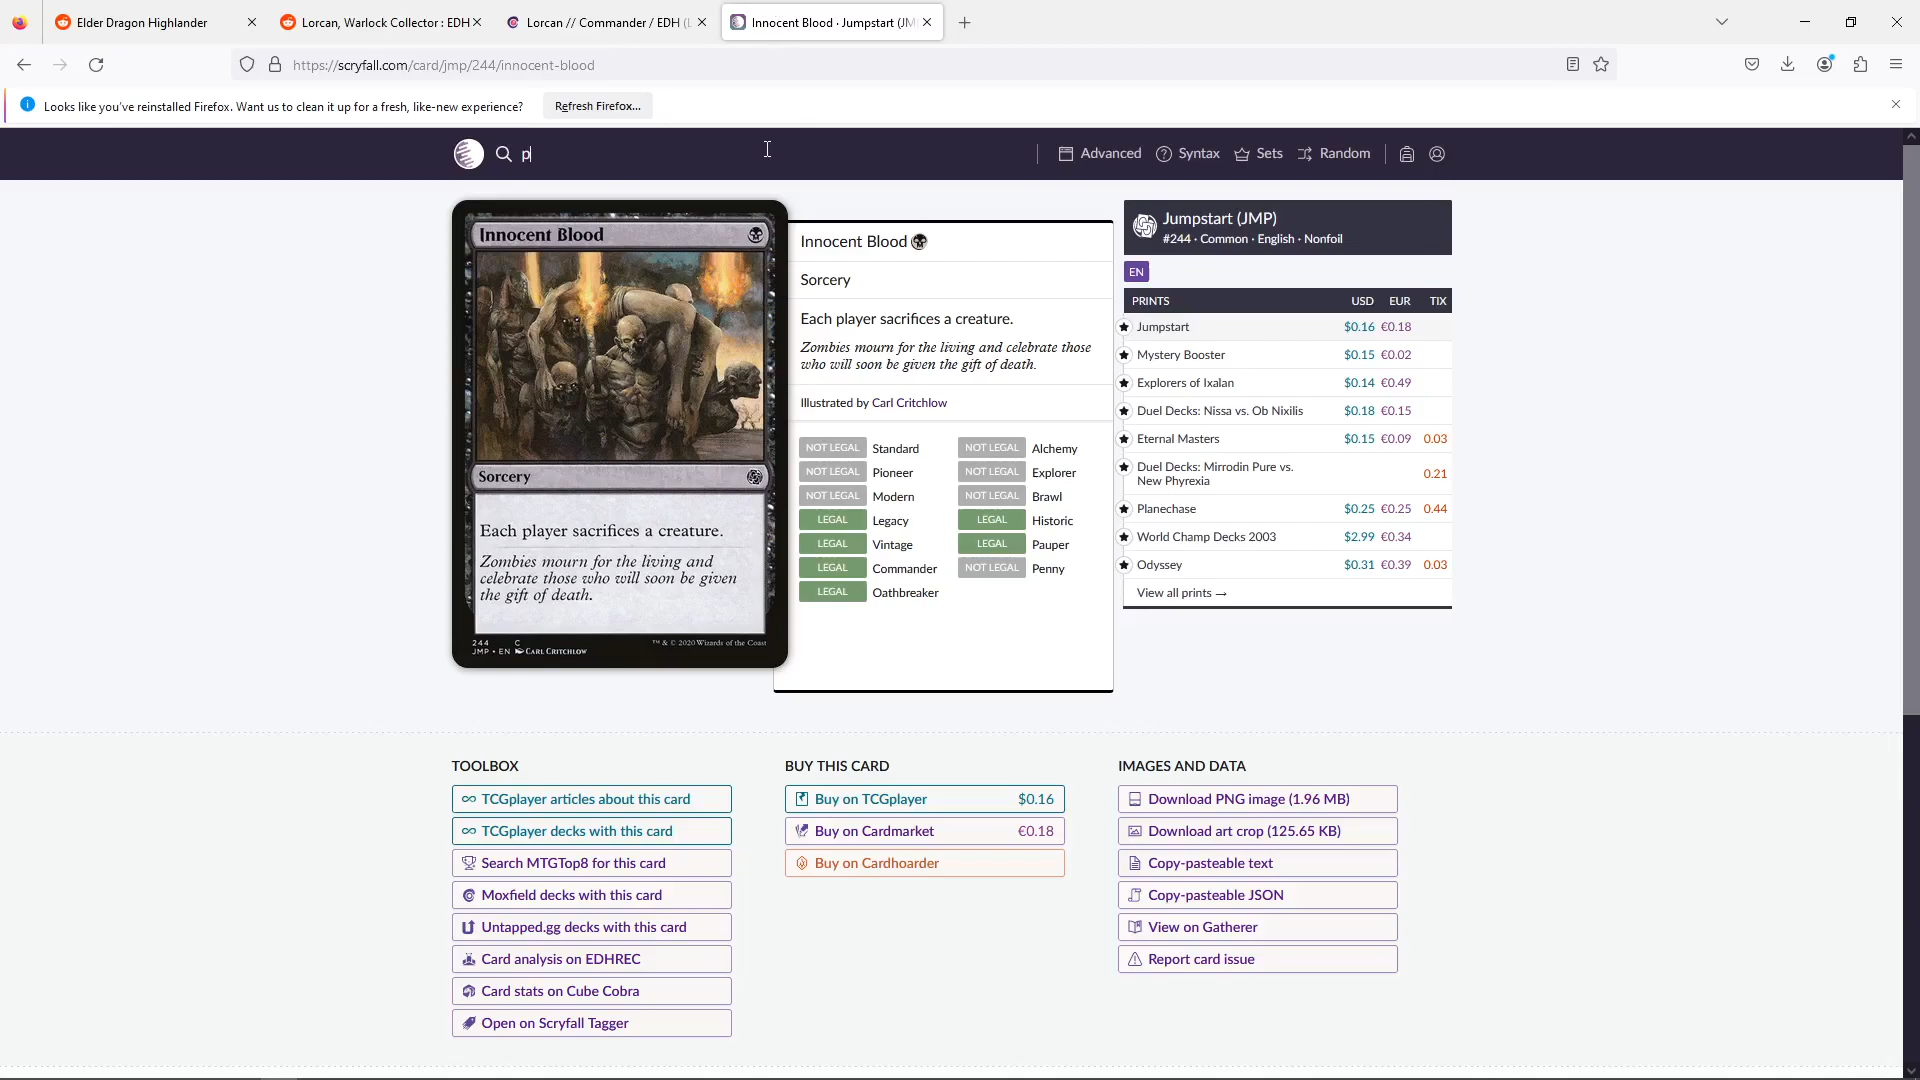 Elder Dragon Highlander
Lorcan, Warlock Collector : EDH
Lorcan // Commander / EDH (
Innocent Blood · Jumpstart (JM
https://scryfall.com/card/jmp/244/innocent-blood
Looks like you've reinstalled Firefox. Want us to clean it up for a fresh, like-new experience?
Refresh Firefox...
p
Advanced
Syntax
Sets
Random
Innocent Blood
Sorcery
Each player sacrifices a creature.
Zombies mourn for the living and
celebrate those who will soon be given
the gift of death.
244 C
JMP • EN CARL CRITCHLOW
™ & © 2020 Wizards of the Coast
Innocent Blood
Sorcery
Each player sacrifices a creature.
Zombies mourn for the living and celebrate those
who will soon be given the gift of death.
Illustrated by Carl Critchlow
NOT LEGAL Standard NOT LEGAL Alchemy
NOT LEGAL Pioneer NOT LEGAL Explorer
NOT LEGAL Modern NOT LEGAL Brawl
LEGAL Legacy LEGAL Historic
LEGAL Vintage LEGAL Pauper
LEGAL Commander NOT LEGAL Penny
LEGAL Oathbreaker
Jumpstart (JMP)
#244 · Common · English · Nonfoil
EN
PRINTS USD EUR TIX
Jumpstart $0.16 €0.18
Mystery Booster $0.15 €0.02
Explorers of Ixalan $0.14 €0.49
Duel Decks: Nissa vs. Ob Nixilis $0.18 €0.15
Eternal Masters $0.15 €0.09 0.03
Duel Decks: Mirrodin Pure vs.
New Phyrexia 0.21
Planechase $0.25 €0.25 0.44
World Champ Decks 2003 $2.99 €0.34
Odyssey $0.31 €0.39 0.03
View all prints →
TOOLBOX
TCGplayer articles about this card
TCGplayer decks with this card
Search MTGTop8 for this card
Moxfield decks with this card
Untapped.gg decks with this card
Card analysis on EDHREC
Card stats on Cube Cobra
Open on Scryfall Tagger
BUY THIS CARD
Buy on TCGplayer $0.16
Buy on Cardmarket €0.18
Buy on Cardhoarder
IMAGES AND DATA
Download PNG image (1.96 MB)
Download art crop (125.65 KB)
Copy-pasteable text
Copy-pasteable JSON
View on Gatherer
Report card issue